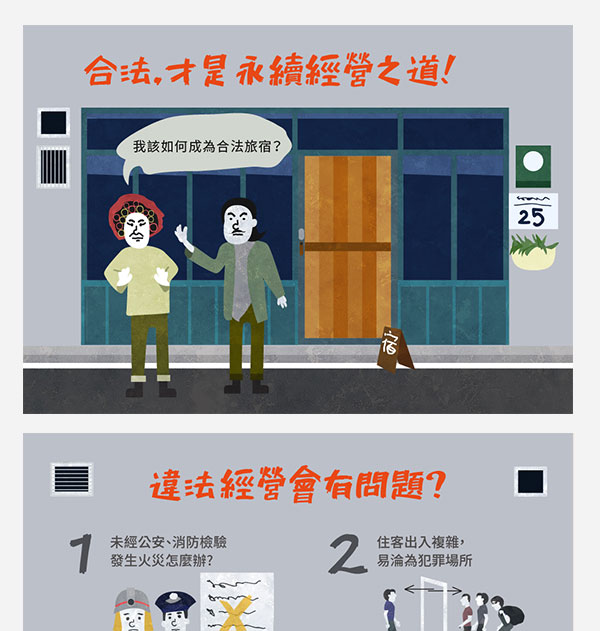 合法,才是永續經營之道!
我該如何成為合法旅宿?
25
宿
違法經營會有問題?
1
未經公安、消防檢驗
發生火災怎麼辦?
2
住客出入複雜,
易淪為犯罪場所